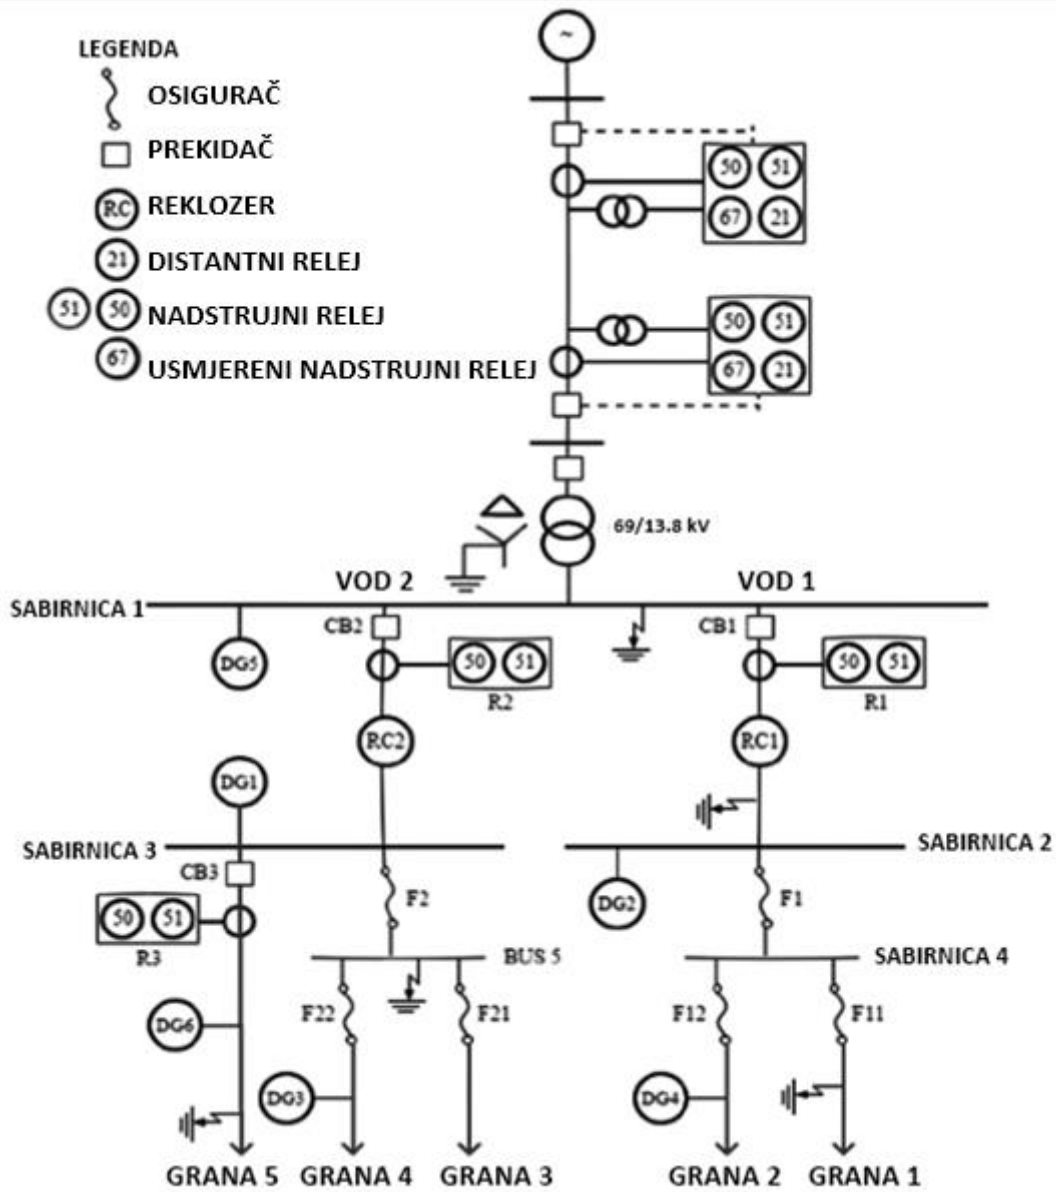 LEGENDA
OSIGURAČ
PREKIDAČ
RC REKLOZER
21 DISTANTNI RELEJ
51 50 NADSTRUJNI RELEJ
67 USMJERENI NADSTRUJNI RELEJ
~
50 51
67 21
50 51
67 21
69/13.8 kV
VOD 2 VOD 1
SABIRNICA 1
CB2 CB1
DG5 50 51 50 51
R2 R1
RC2 RC1
DG1
SABIRNICA 3 SABIRNICA 2
CB3
F2 DG2 F1
50 51
R3
BUS 5 SABIRNICA 4
F22 F21 F12 F11
DG6
DG3 DG4
GRANA 5 GRANA 4 GRANA 3 GRANA 2 GRANA 1